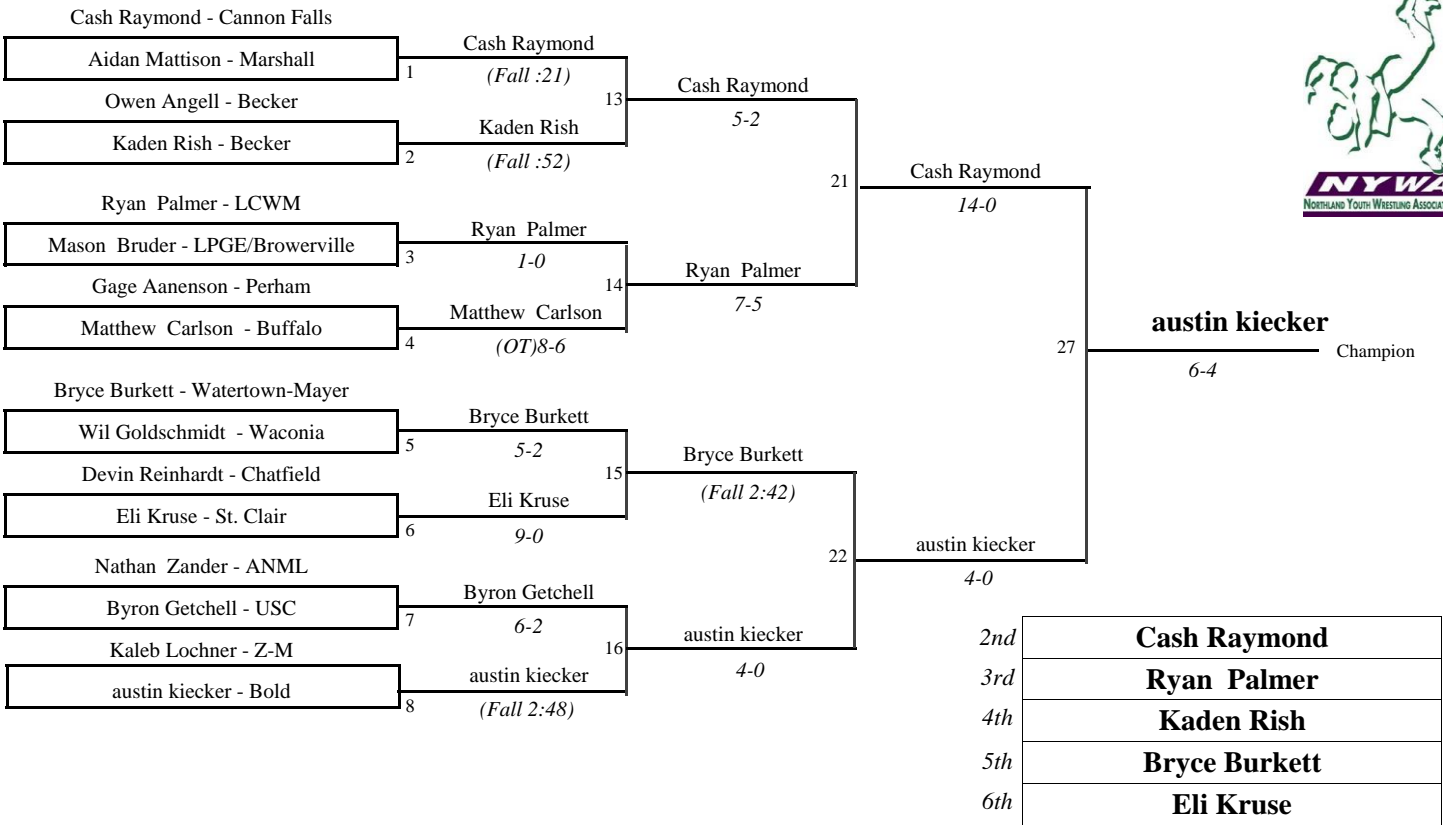 Cash Raymond - Cannon Falls
Aidan Mattison - Marshall
1
Owen Angell - Becker
Kaden Rish - Becker
2
Ryan Palmer - LCWM
Mason Bruder - LPGE/Browerville
3
Gage Aanenson - Perham
Matthew Carlson - Buffalo
4
Bryce Burkett - Watertown-Mayer
Wil Goldschmidt - Waconia
5
Devin Reinhardt - Chatfield
Eli Kruse - St. Clair
6
Nathan Zander - ANML
Byron Getchell - USC
7
Kaleb Lochner - Z-M
austin kiecker - Bold
8
Cash Raymond
(Fall :21)
13
Kaden Rish
(Fall :52)
Ryan Palmer
1-0
14
Matthew Carlson
(OT)8-6
Bryce Burkett
5-2
15
Eli Kruse
9-0
Byron Getchell
6-2
16
austin kiecker
(Fall 2:48)
Cash Raymond
5-2
21
Ryan Palmer
7-5
Bryce Burkett
(Fall 2:42)
22
austin kiecker
4-0
Cash Raymond
14-0
27
austin kiecker
4-0
austin kiecker
6-4
Champion
NYWA
NORTHLAND YOUTH WRESTLING
2nd Cash Raymond
3rd Ryan Palmer
4th Kaden Rish
5th Bryce Burkett
6th Eli Kruse